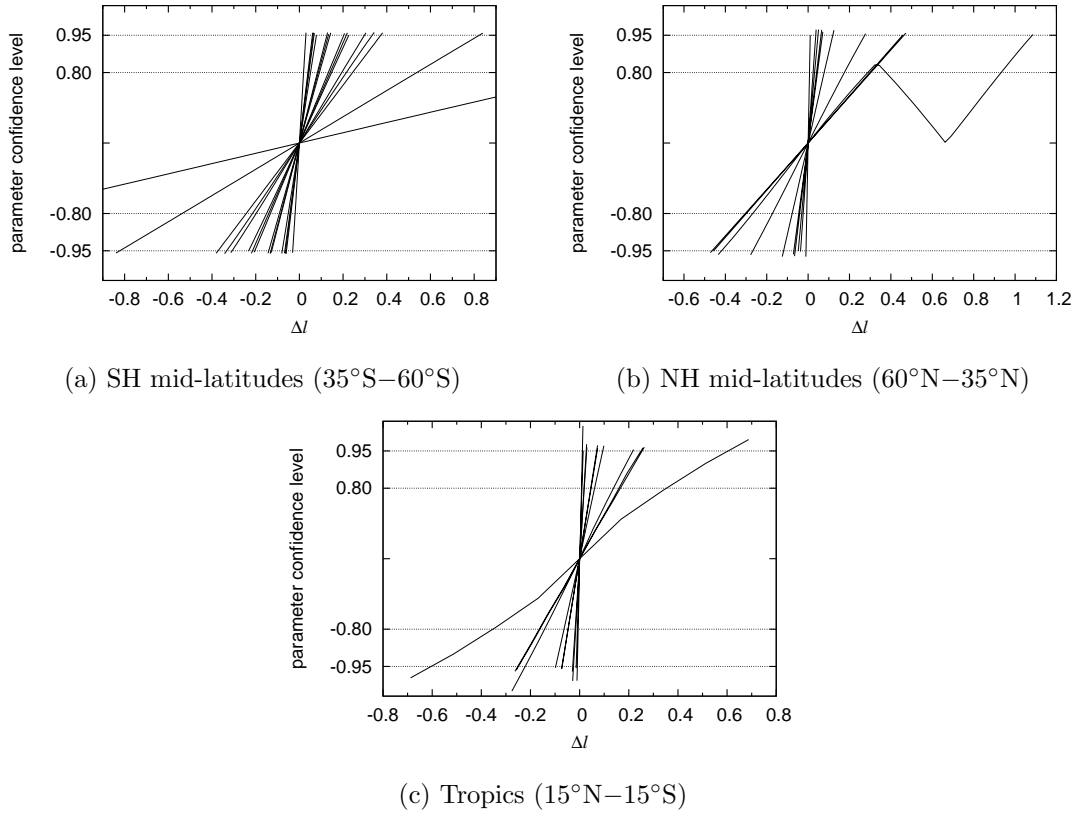 0.95
0.80
-0.80
-0.95
parameter confidence level
-0.8 -0.6 -0.4 -0.2 0 0.2 0.4 0.6 0.8
Δl
(a) SH mid-latitudes (35°S−60°S)
0.95
0.80
-0.80
-0.95
parameter confidence level
-0.6 -0.4 -0.2 0 0.2 0.4 0.6 0.8 1 1.2
Δl
(b) NH mid-latitudes (60°N−35°N)
0.95
0.80
-0.80
-0.95
parameter confidence level
-0.8 -0.6 -0.4 -0.2 0 0.2 0.4 0.6 0.8
Δl
(c) Tropics (15°N−15°S)